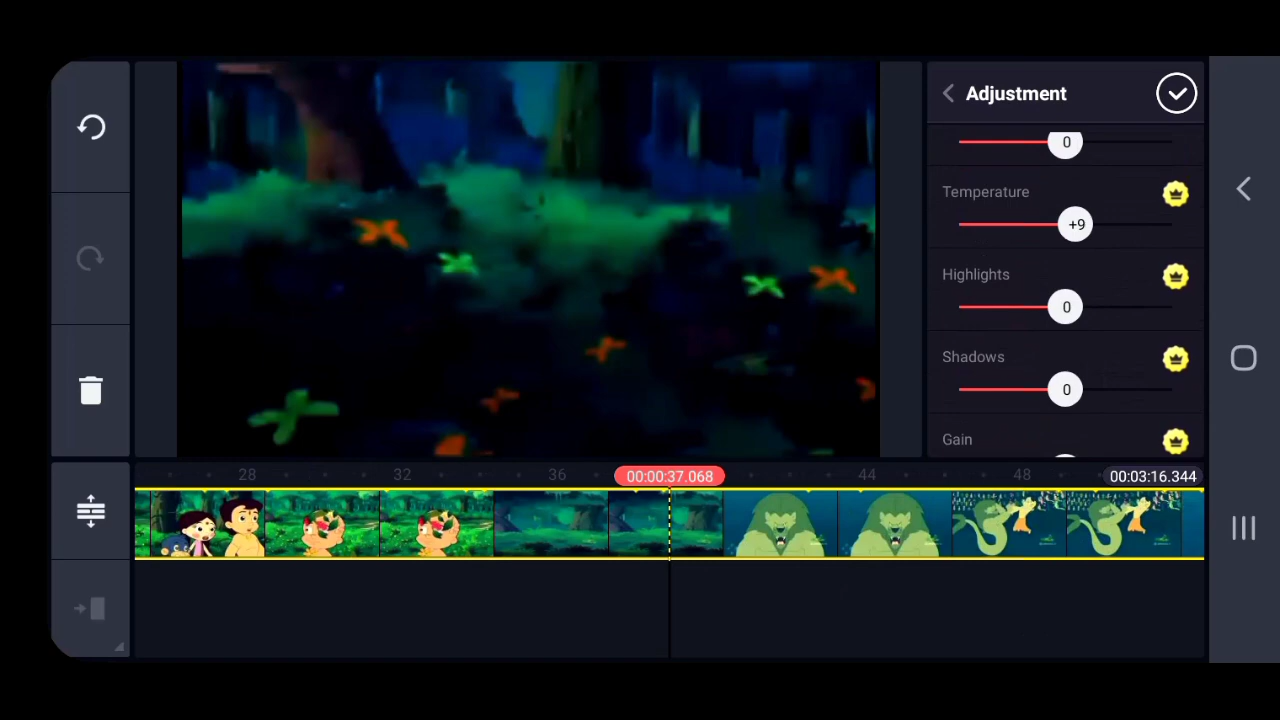 Adjustment
0
Temperature
+9
Highlights
0
Shadows
0
Gain
28
32
36
00:00:37.068
44
48
00:03:16.344